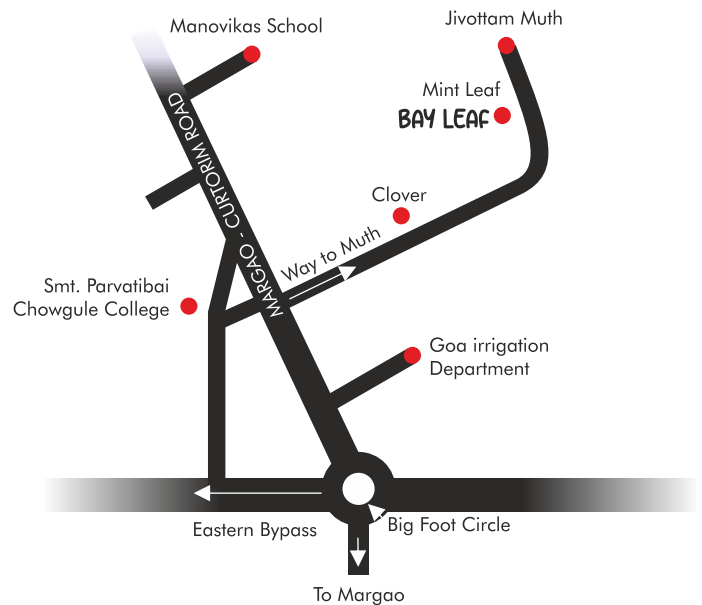 Jivottam Muth
Manovikas School
Mint Leaf
BAY LEAF
MARGAO - CURTORIM ROAD
Clover
Way to Muth
Smt. Parvatibai
Chowgule College
Goa irrigation
Department
Eastern Bypass
Big Foot Circle
To Margao